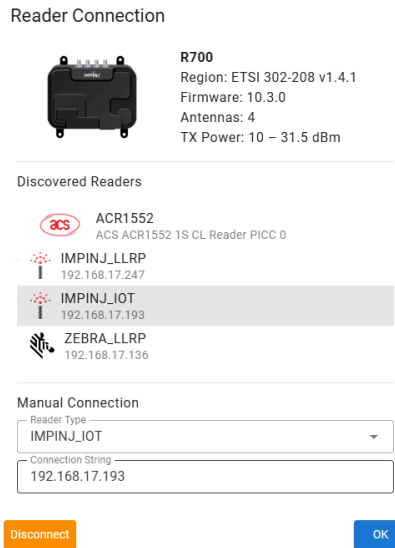 Reader Connection
IMPINJ
R700
Region: ETSI 302-208 v1.4.1
Firmware: 10.3.0
Antennas: 4
TX Power: 10 – 31.5 dBm
Discovered Readers
acs
ACR1552
ACS ACR1552 1S CL Reader PICC 0
IMPINJ_LLRP
192.168.17.247
IMPINJ_IOT
192.168.17.193
ZEBRA_LLRP
192.168.17.136
Manual Connection
Reader Type
IMPINJ_IOT
Connection String
192.168.17.193
Disconnect
OK